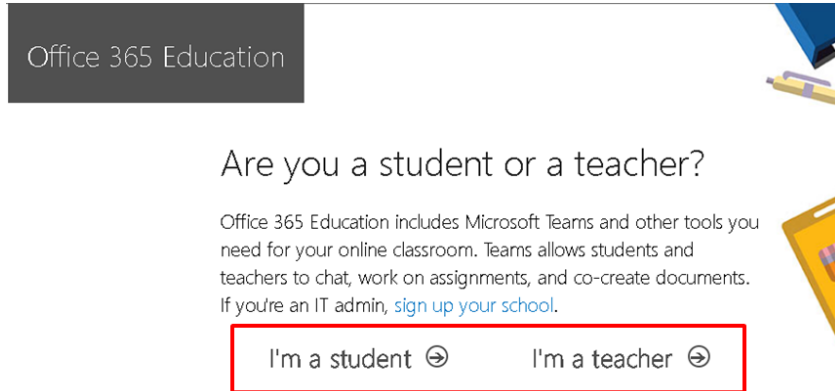 Office 365 Education
Are you a student or a teacher?
Office 365 Education includes Microsoft Teams and other tools you
need for your online classroom. Teams allows students and
teachers to chat, work on assignments, and co-create documents.
If you're an IT admin, sign up your school.
I'm a student I'm a teacher